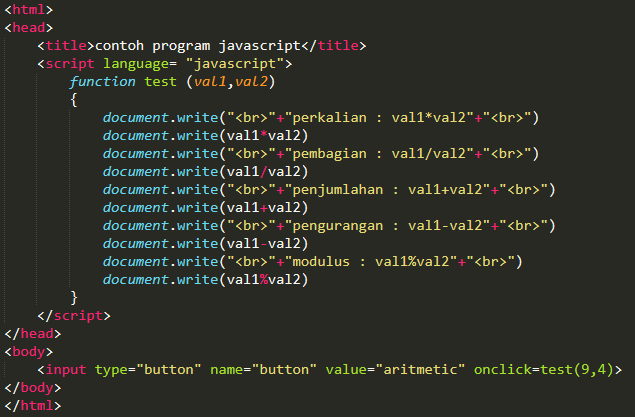 <html>
<head>
    <title>contoh program javascript</title>
    <script language= "javascript">
        function test (val1,val2)
        {
            document.write("<br>"+"perkalian : val1*val2"+"<br>")
            document.write(val1*val2)
            document.write("<br>"+"pembagian : val1/val2"+"<br>")
            document.write(val1/val2)
            document.write("<br>"+"penjumlahan : val1+val2"+"<br>")
            document.write(val1+val2)
            document.write("<br>"+"pengurangan : val1-val2"+"<br>")
            document.write(val1-val2)
            document.write("<br>"+"modulus : val1%val2"+"<br>")
            document.write(val1%val2)
        }
    </script>
</head>
<body>
    <input type="button" name="button" value="aritmetic" onclick=test(9,4)>
</body>
</html>